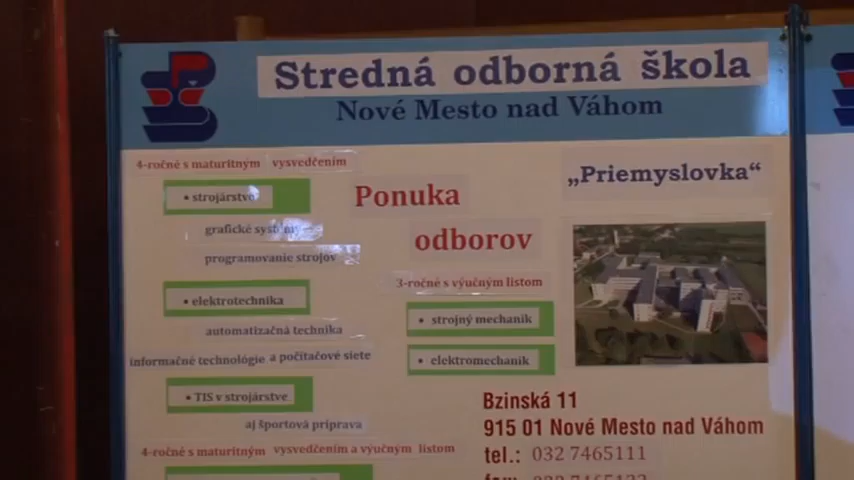 Stredná odborná škola
Nové Mesto nad Váhom
4-ročné s maturitným vysvedčením
• strojárstvo
grafické systémy
programovanie strojov
• elektrotechnika
automatizačná technika
informačné technológie a počítačové siete
• TIS v strojárstve
aj športová príprava
4-ročné s maturitným vysvedčením a výučným listom
Ponuka
odborov
3-ročné s výučným listom
• strojný mechanik
• elektromechanik
„Priemyslovka“
Bzinská 11
915 01 Nové Mesto nad Váhom
tel.: 032 7465111